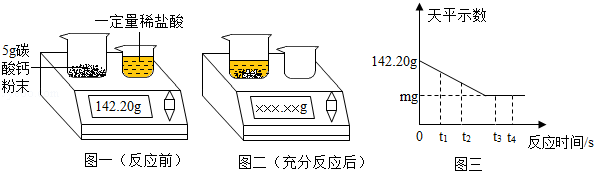 一定量稀盐酸
5g碳
酸钙
粉末
142.20g
图一（反应前）
×××.××g
图二（充分反应后）
天平示数
142.20g
mg
0 t₁ t₂ t₃ t₄ 反应时间/s
图三